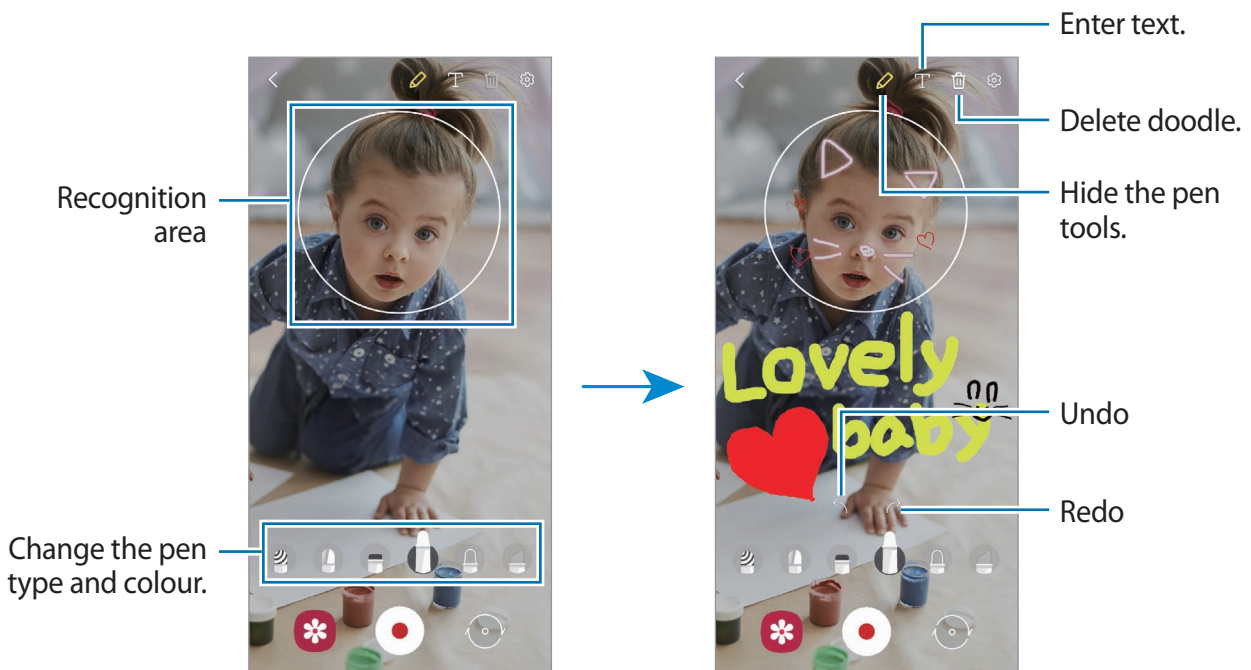 Enter text.
Delete doodle.
Hide the pen
tools.
Recognition
area
Lovely
baby
Undo
Redo
Change the pen
type and colour.
T
T